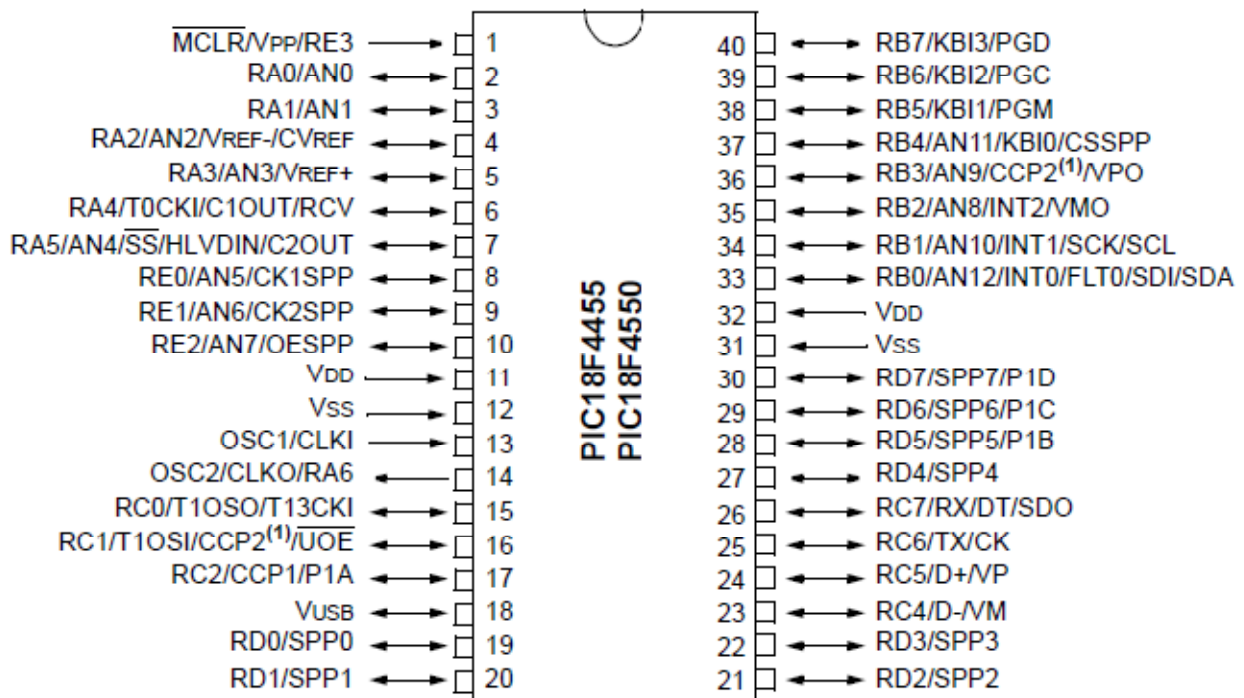 MCLR/VPP/RE3 1 40 RB7/KBI3/PGD
RA0/AN0 2 39 RB6/KBI2/PGC
RA1/AN1 3 38 RB5/KBI1/PGM
RA2/AN2/VREF-/CVREF 4 37 RB4/AN11/KBI0/CSSPP
RA3/AN3/VREF+ 5 36 RB3/AN9/CCP2(1)/VPO
RA4/T0CKI/C1OUT/RCV 6 35 RB2/AN8/INT2/VMO
RA5/AN4/SS/HLVDIN/C2OUT 7 34 RB1/AN10/INT1/SCK/SCL
RE0/AN5/CK1SPP 8 33 RB0/AN12/INT0/FLT0/SDI/SDA
RE1/AN6/CK2SPP 9 32 VDD
RE2/AN7/OESPP 10 31 VSS
VDD 11 30 RD7/SPP7/P1D
VSS 12 29 RD6/SPP6/P1C
OSC1/CLKI 13 28 RD5/SPP5/P1B
OSC2/CLKO/RA6 14 27 RD4/SPP4
RC0/T1OSO/T13CKI 15 26 RC7/RX/DT/SDO
RC1/T1OSI/CCP2(1)/UOE 16 25 RC6/TX/CK
RC2/CCP1/P1A 17 24 RC5/D+/VP
VUSB 18 23 RC4/D-/VM
RD0/SPP0 19 22 RD3/SPP3
RD1/SPP1 20 21 RD2/SPP2
PIC18F4455
PIC18F4550